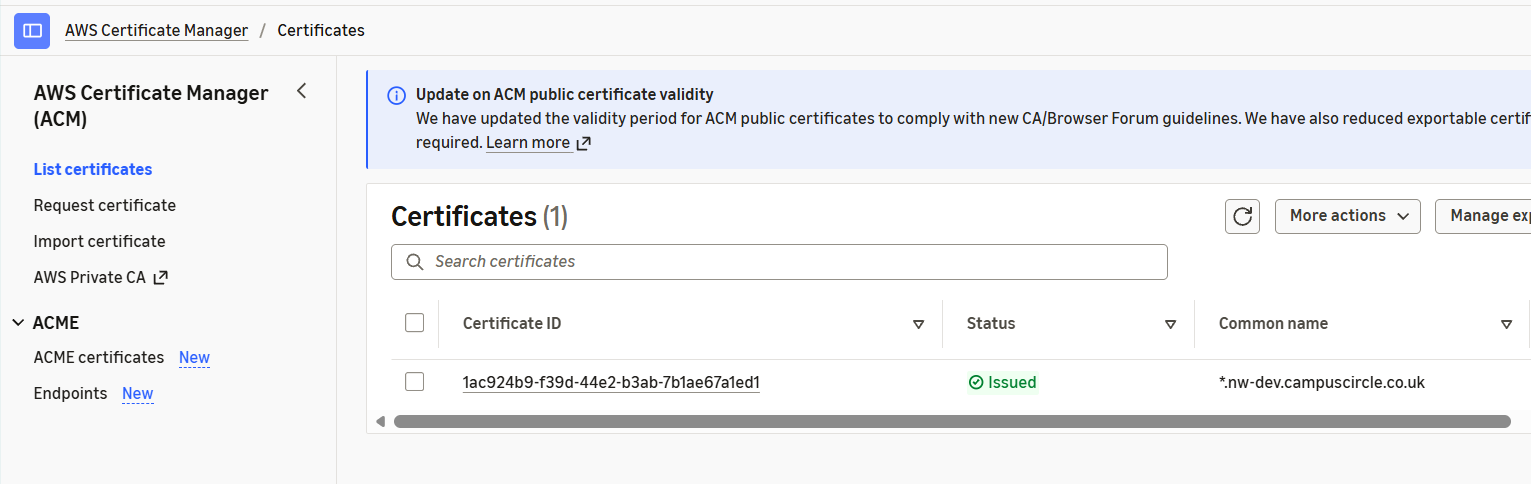 AWS Certificate Manager / Certificates
AWS Certificate Manager
(ACM)
List certificates
Request certificate
Import certificate
AWS Private CA
ACME
ACME certificates New
Endpoints New
Update on ACM public certificate validity
We have updated the validity period for ACM public certificates to comply with new CA/Browser Forum guidelines. We have also reduced exportable certif
required. Learn more
Certificates (1)
More actions
Manage exp
Search certificates
Certificate ID Status Common name
1ac924b9-f39d-44e2-b3ab-7b1ae67a1ed1 Issued *.nw-dev.campuscircle.co.uk